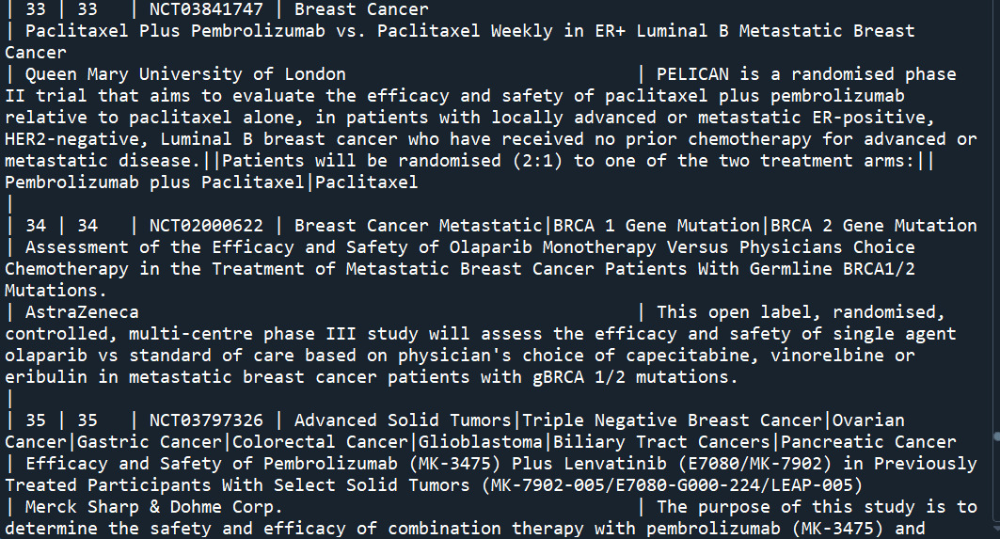 | 33 | 33   | NCT03841747 | Breast Cancer
| Paclitaxel Plus Pembrolizumab vs. Paclitaxel Weekly in ER+ Luminal B Metastatic Breast
Cancer
| Queen Mary University of London                            | PELICAN is a randomised phase
II trial that aims to evaluate the efficacy and safety of paclitaxel plus pembrolizumab
relative to paclitaxel alone, in patients with locally advanced or metastatic ER-positive,
HER2-negative, Luminal B breast cancer who have received no prior chemotherapy for advanced or
metastatic disease.||Patients will be randomised (2:1) to one of the two treatment arms:||
Pembrolizumab plus Paclitaxel|Paclitaxel
|
| 34 | 34   | NCT02000622 | Breast Cancer Metastatic|BRCA 1 Gene Mutation|BRCA 2 Gene Mutation
| Assessment of the Efficacy and Safety of Olaparib Monotherapy Versus Physicians Choice
Chemotherapy in the Treatment of Metastatic Breast Cancer Patients With Germline BRCA1/2
Mutations.
| AstraZeneca                                                | This open label, randomised,
controlled, multi-centre phase III study will assess the efficacy and safety of single agent
olaparib vs standard of care based on physician's choice of capecitabine, vinorelbine or
eribulin in metastatic breast cancer patients with gBRCA 1/2 mutations.
|
| 35 | 35   | NCT03797326 | Advanced Solid Tumors|Triple Negative Breast Cancer|Ovarian
Cancer|Gastric Cancer|Colorectal Cancer|Glioblastoma|Biliary Tract Cancers|Pancreatic Cancer
| Efficacy and Safety of Pembrolizumab (MK-3475) Plus Lenvatinib (E7080/MK-7902) in Previously
Treated Participants With Select Solid Tumors (MK-7902-005/E7080-G000-224/LEAP-005)
| Merck Sharp & Dohme Corp.                                  | The purpose of this study is to
determine the safety and efficacy of combination therapy with pembrolizumab (MK-3475) and